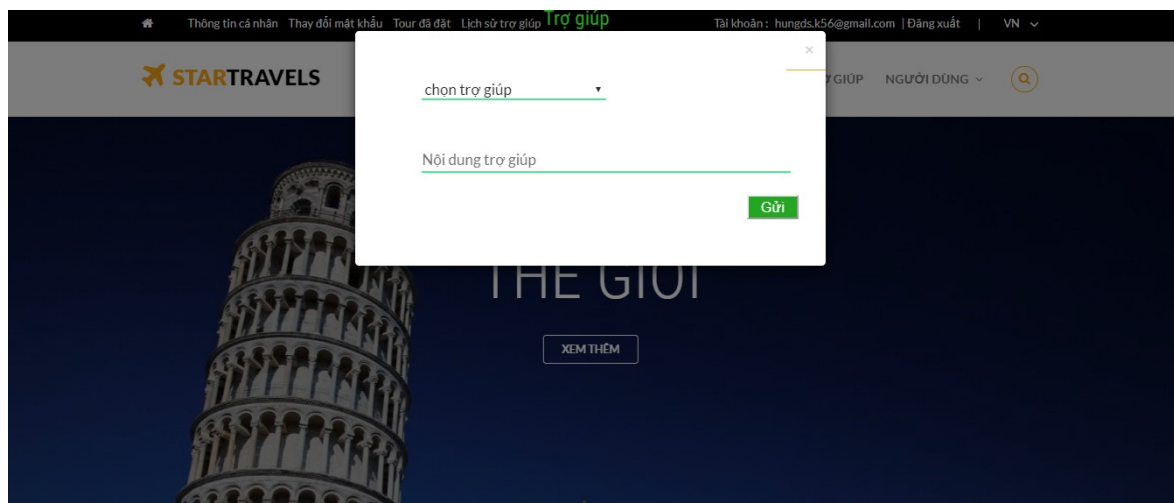 Thông tin cá nhân Thay đổi mật khẩu Tour đã đặt Lịch sử trợ giúp Trợ giúp Tài khoản : hungds.k56@gmail.com | Đăng xuất | VN
×
STARTRAVELS
GIÚP NGƯỜI DÙNG
chọn trợ giúp
Nội dung trợ giúp
Gửi
THẾ GIỚI
XEM THÊM